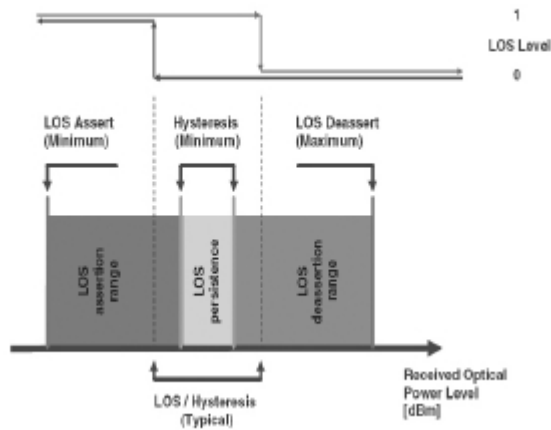 1
LOS Level
0
LOS Assert
(Minimum)
Hysteresis
(Minimum)
LOS Deassert
(Maximum)
LOS
assertion
range
LOS
persistence
LOS
deassertion
range
Received Optical
Power Level
[dBm]
LOS / Hysteresis
(Typical)